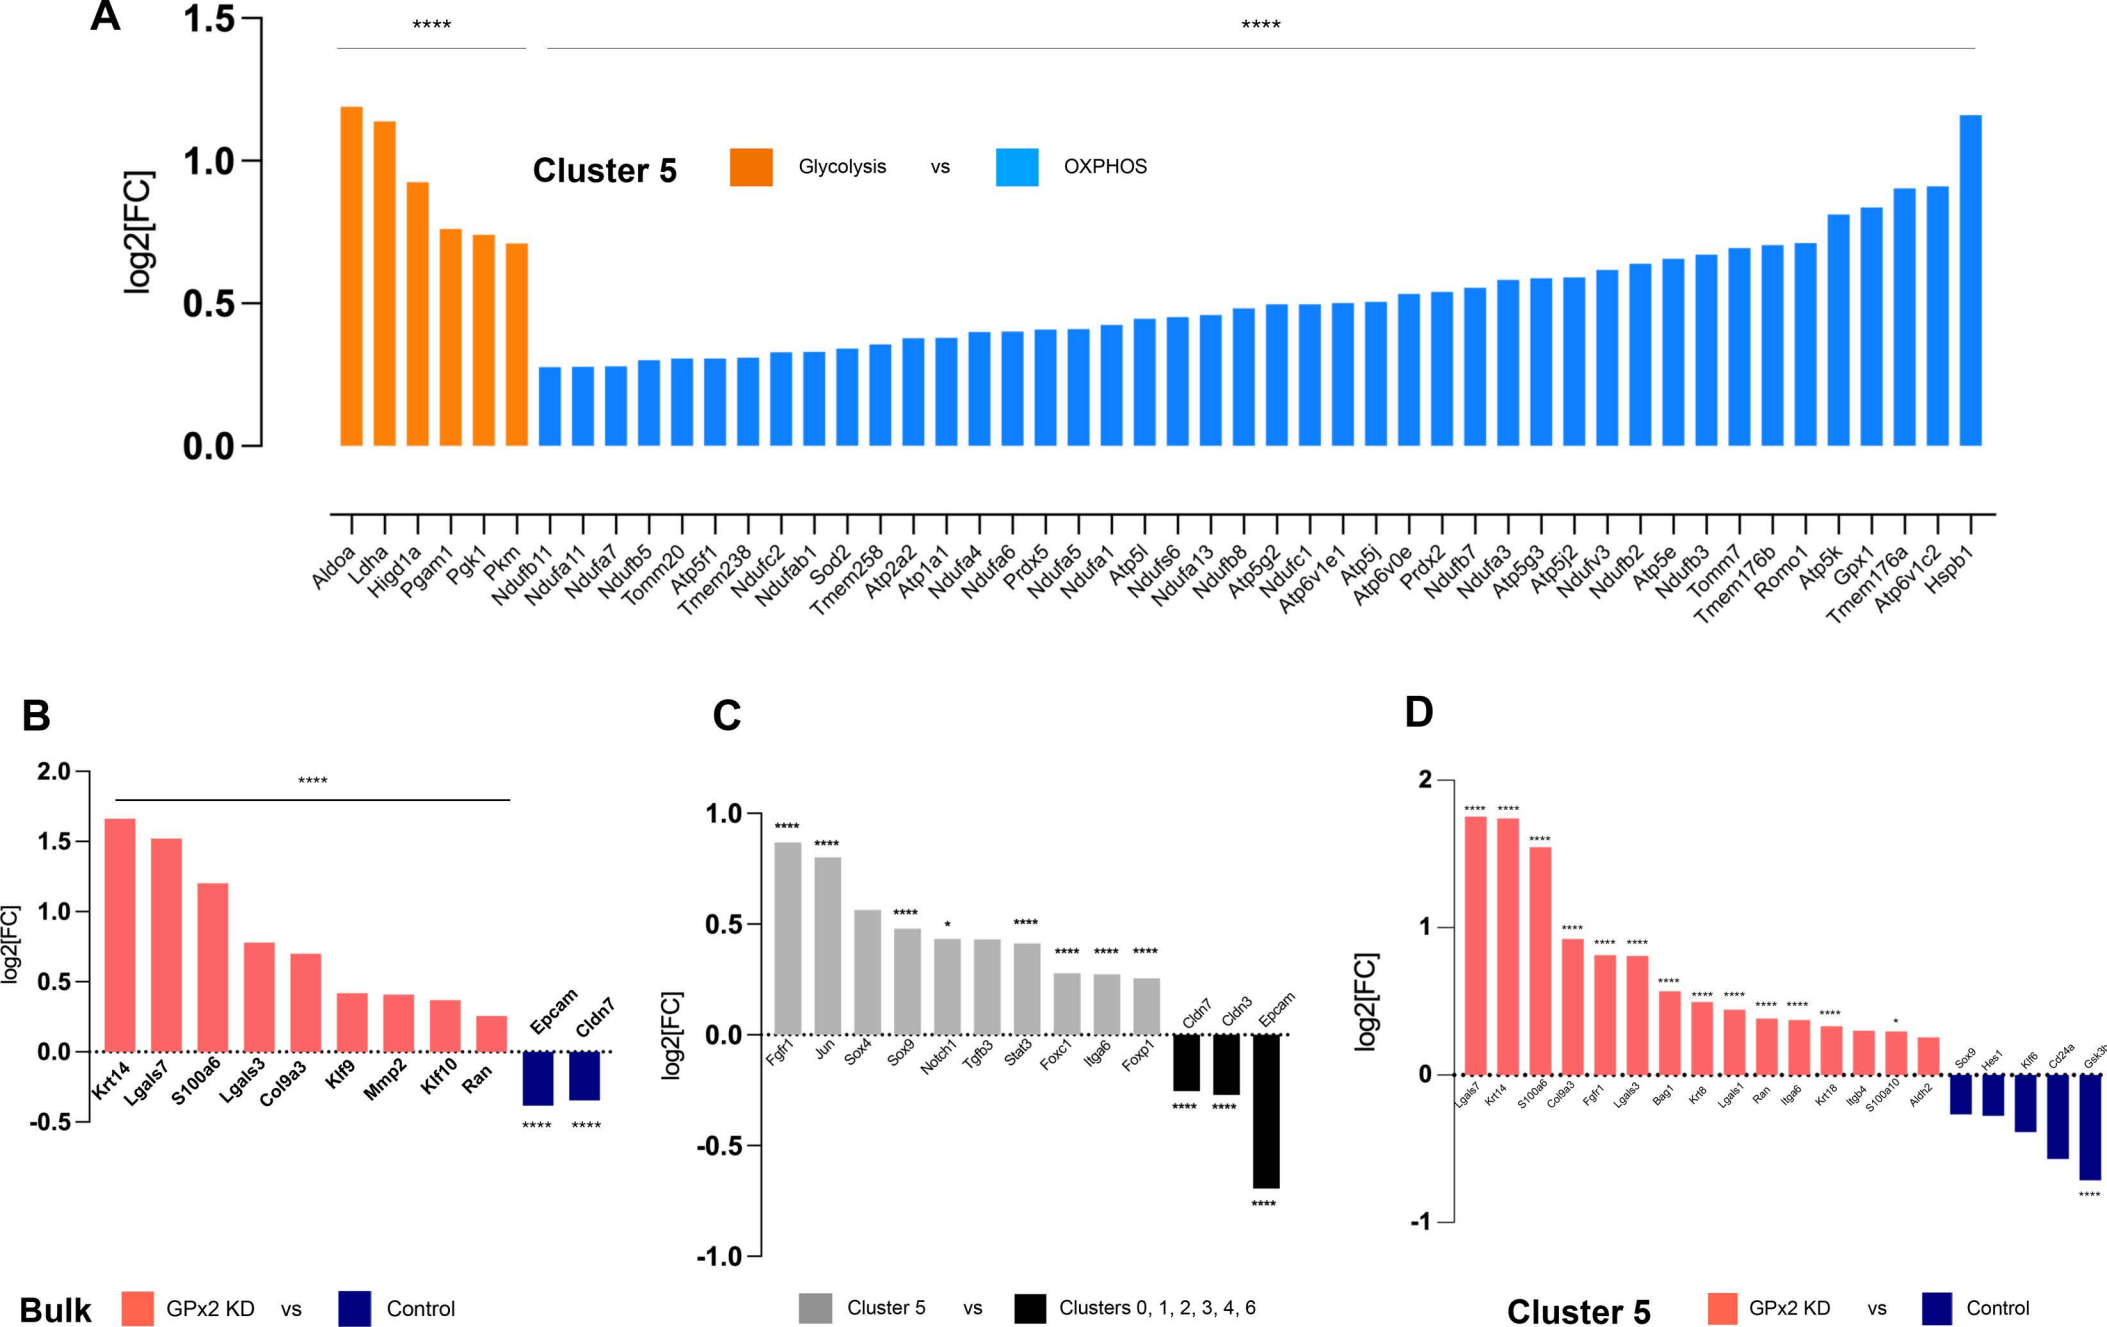 A
1.5
1.0
0.5
0.0
log2[FC]
****
****
Cluster 5
Glycolysis
vs
OXPHOS
Aldoa
Ldha
Higd1a
Pgam1
Pgk1
Pkm
Ndufb11
Ndufa11
Ndufa7
Ndufb5
Tomm20
Atp5f1
Tmem238
Ndufc2
Ndufab1
Sod2
Tmem258
Atp2a2
Atp1a1
Ndufa4
Ndufa6
Prdx5
Ndufa5
Ndufa1
Atp5l
Ndufs6
Ndufa13
Ndufb8
Atp5g2
Ndufc1
Atp6v1e1
Atp5j
Atp6v0e
Prdx2
Ndufb7
Ndufa3
Atp5g3
Atp5j2
Ndufv3
Ndufb2
Atp5e
Ndufb3
Tomm7
Tmem176b
Romo1
Atp5k
Gpx1
Tmem176a
Atp6v1c2
Hspb1
B
2.0
1.5
1.0
0.5
0.0
-0.5
log2[FC]
****
Krt14
Lgals7
S100a6
Lgals3
Col9a3
Klf9
Mmp2
Klf10
Ran
Epcam
Cldn7
****
****
Bulk
GPx2 KD
vs
Control
C
1.0
0.5
0.0
-0.5
-1.0
log2[FC]
****
****
****
*
****
****
****
****
Fgfr1
Jun
Sox4
Sox9
Notch1
Tgfb3
Stat3
Foxc1
Itga6
Foxp1
Cldn7
Cldn3
Epcam
****
****
****
Cluster 5
vs
Clusters 0, 1, 2, 3, 4, 6
D
2
1
0
-1
log2[FC]
****
****
****
****
****
****
****
****
****
****
****
****
*
Lgals7
Krt14
S100a6
Col9a3
Fgfr1
Lgals3
Bag1
Krt8
Lgals1
Ran
Itga6
Krt18
Itgb4
S100a10
Aldh2
Sox9
Hes1
Klf6
Cd24a
Gsk3b
****
Cluster 5
GPx2 KD
vs
Control